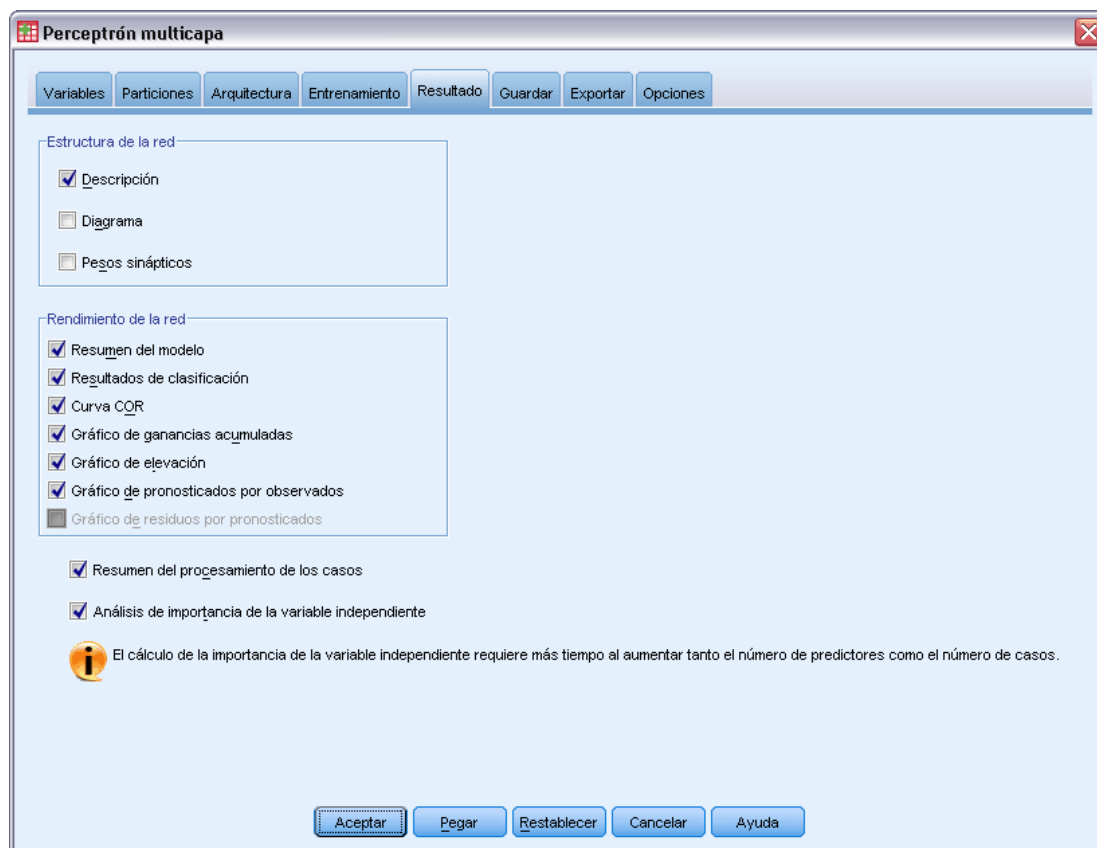 Perceptrón multicapa
Variables Particiones Arquitectura Entrenamiento Resultado Guardar Exportar Opciones
Estructura de la red
Descripción
Diagrama
Pesos sinápticos
Rendimiento de la red
Resumen del modelo
Resultados de clasificación
Curva COR
Gráfico de ganancias acumuladas
Gráfico de elevación
Gráfico de pronosticados por observados
Gráfico de residuos por pronosticados
Resumen del procesamiento de los casos
Análisis de importancia de la variable independiente
El cálculo de la importancia de la variable independiente requiere más tiempo al aumentar tanto el número de predictores como el número de casos.
Aceptar Pegar Restablecer Cancelar Ayuda